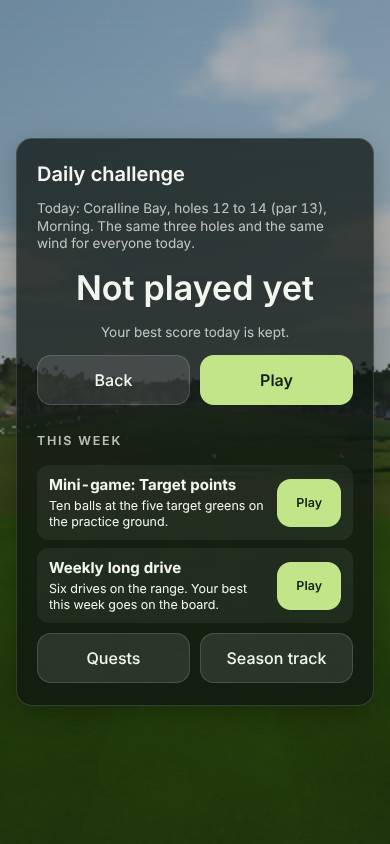 Daily challenge
Today: Coralline Bay, holes 12 to 14 (par 13),
Morning. The same three holes and the same
wind for everyone today.
Not played yet
Your best score today is kept.
Back
Play
THIS WEEK
Mini-game: Target points
Ten balls at the five target greens on
the practice ground.
Play
Weekly long drive
Six drives on the range. Your best
this week goes on the board.
Play
Quests
Season track